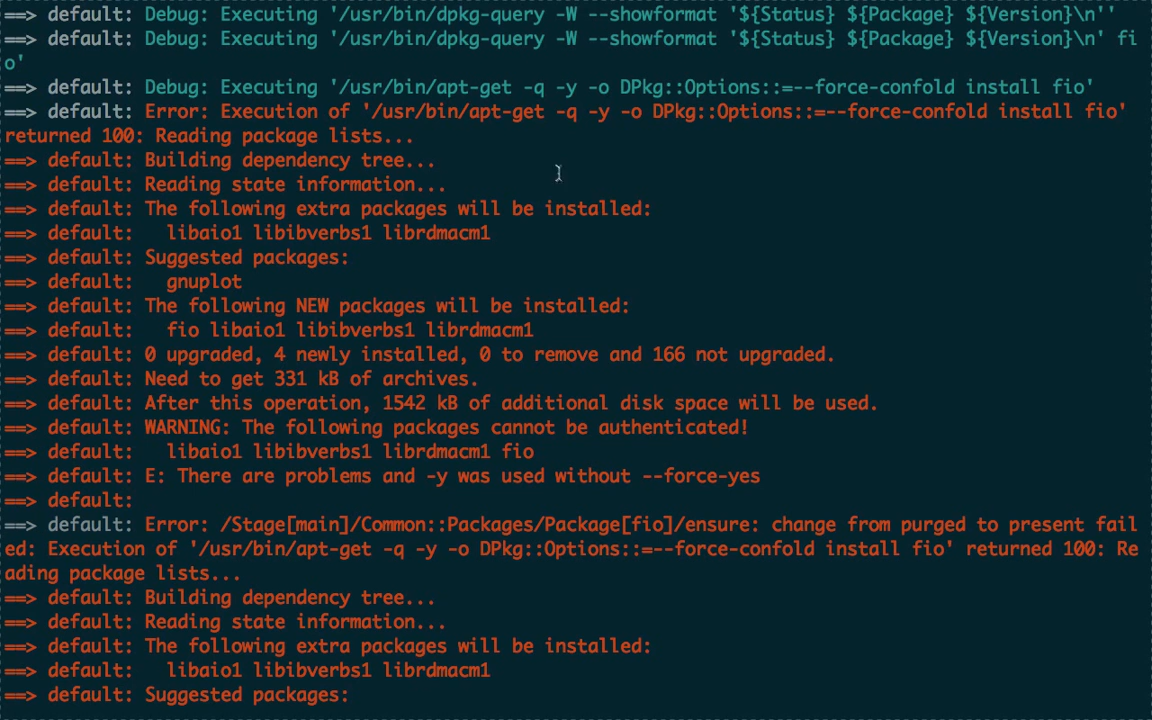 ==> default: Debug: Executing '/usr/bin/dpkg-query -W --showformat '${Status} ${Package} ${Version}\n''
==> default: Debug: Executing '/usr/bin/dpkg-query -W --showformat '${Status} ${Package} ${Version}\n' fi
o'
==> default: Debug: Executing '/usr/bin/apt-get -q -y -o DPkg::Options::=--force-confold install fio'
==> default: Error: Execution of '/usr/bin/apt-get -q -y -o DPkg::Options::=--force-confold install fio'
returned 100: Reading package lists...
==> default: Building dependency tree...
==> default: Reading state information...
==> default: The following extra packages will be installed:
==> default:   libaio1 libibverbs1 librdmacm1
==> default: Suggested packages:
==> default:   gnuplot
==> default: The following NEW packages will be installed:
==> default:   fio libaio1 libibverbs1 librdmacm1
==> default: 0 upgraded, 4 newly installed, 0 to remove and 166 not upgraded.
==> default: Need to get 331 kB of archives.
==> default: After this operation, 1542 kB of additional disk space will be used.
==> default: WARNING: The following packages cannot be authenticated!
==> default:   libaio1 libibverbs1 librdmacm1 fio
==> default: E: There are problems and -y was used without --force-yes
==> default:
==> default: Error: /Stage[main]/Common::Packages/Package[fio]/ensure: change from purged to present fail
ed: Execution of '/usr/bin/apt-get -q -y -o DPkg::Options::=--force-confold install fio' returned 100: Re
ading package lists...
==> default: Building dependency tree...
==> default: Reading state information...
==> default: The following extra packages will be installed:
==> default:   libaio1 libibverbs1 librdmacm1
==> default: Suggested packages: